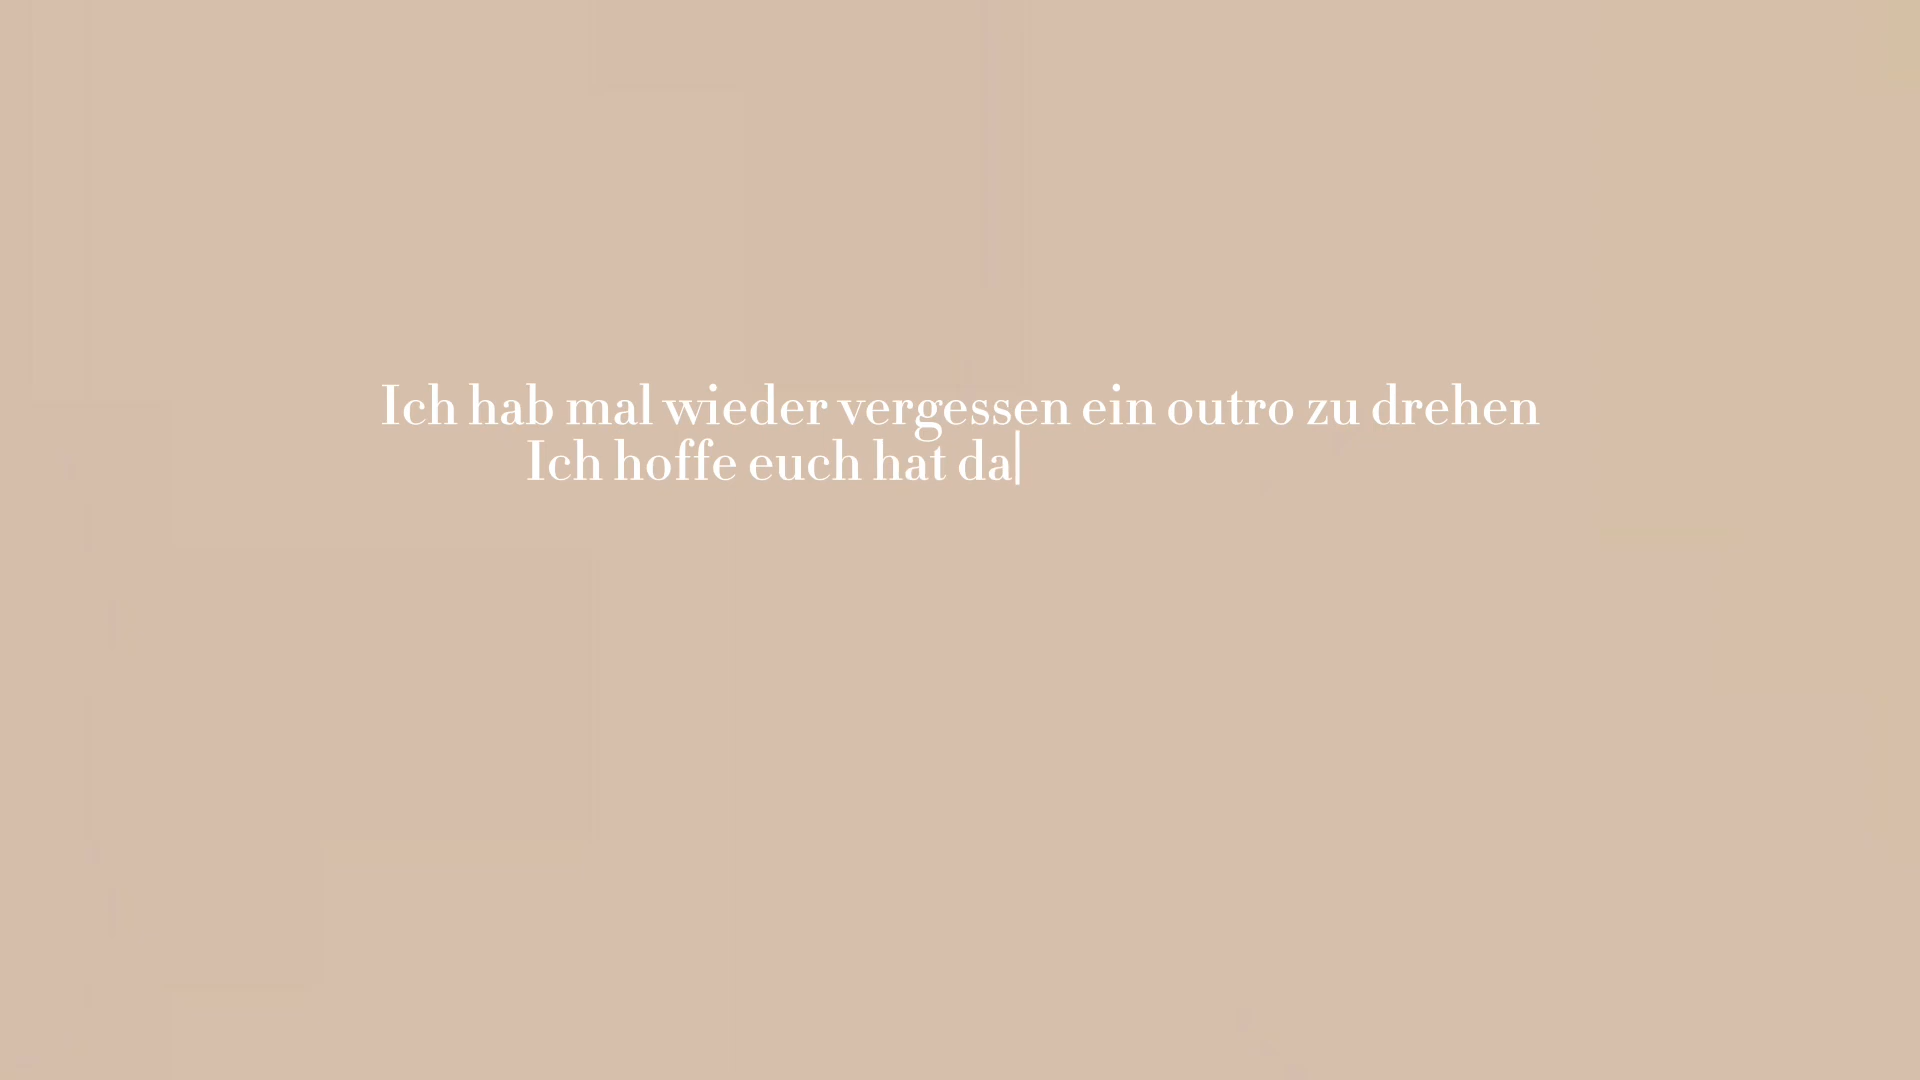 Ich hab mal wieder vergessen ein outro zu drehen
Ich hoffe euch hat da